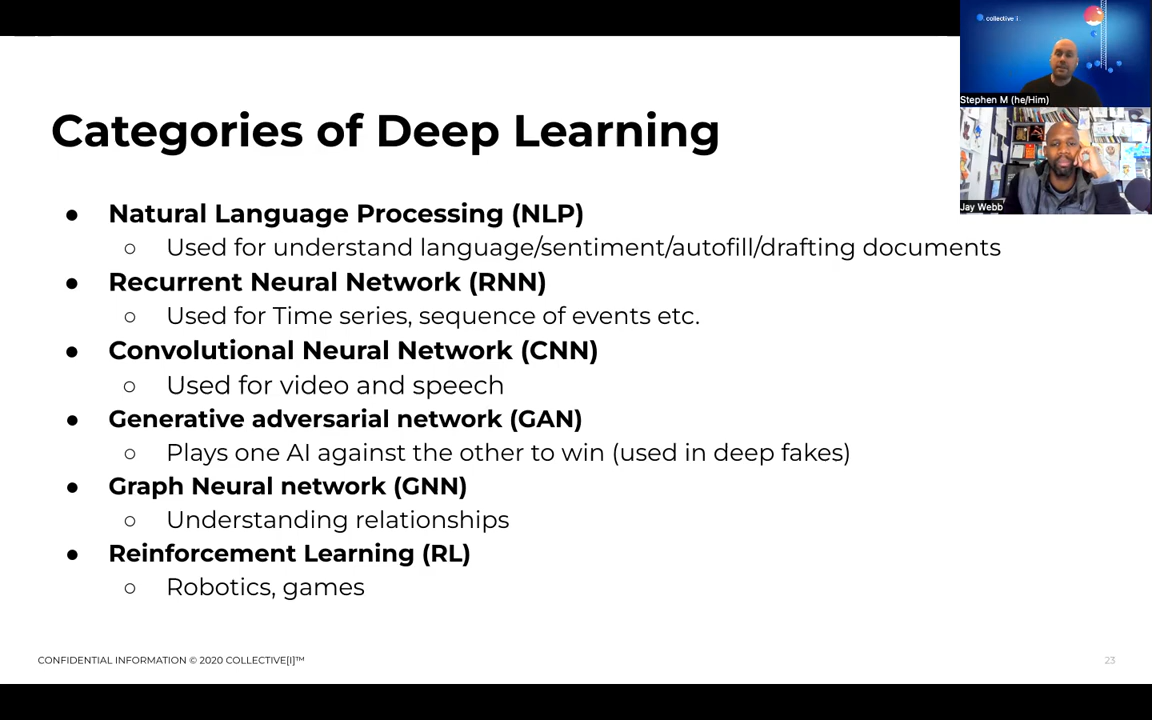 collective[i]
Stephen M (he/Him)
Jay Webb
Categories of Deep Learning
● Natural Language Processing (NLP)
○ Used for understand language/sentiment/autofill/drafting documents
● Recurrent Neural Network (RNN)
○ Used for Time series, sequence of events etc.
● Convolutional Neural Network (CNN)
○ Used for video and speech
● Generative adversarial network (GAN)
○ Plays one AI against the other to win (used in deep fakes)
● Graph Neural network (GNN)
○ Understanding relationships
● Reinforcement Learning (RL)
○ Robotics, games
CONFIDENTIAL INFORMATION © 2020 COLLECTIVE[I]™
23